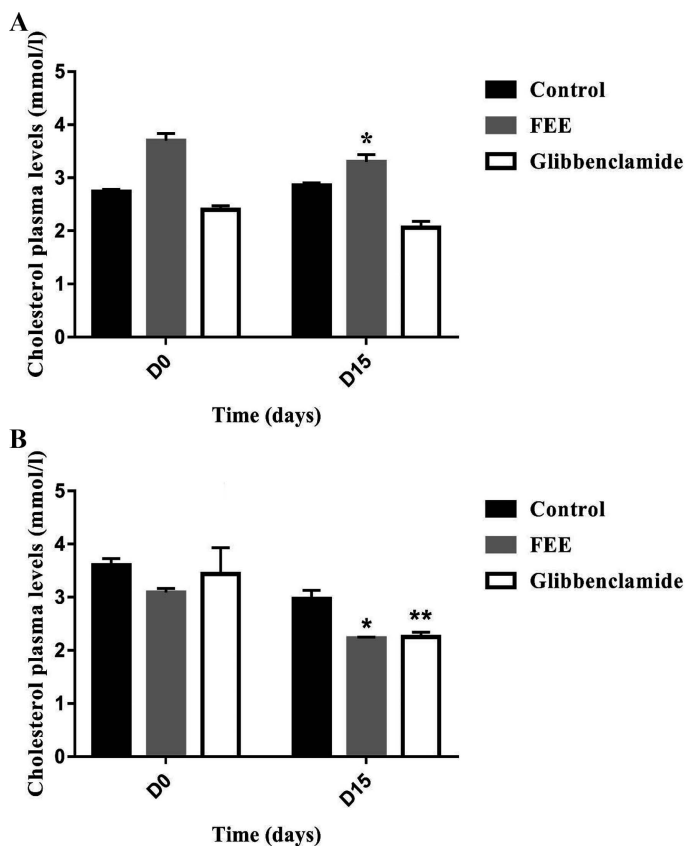 A
Cholesterol plasma levels (mmol/l)
5
4
3
2
1
0
*
D0
D15
Time (days)
Control
FEE
Glibbenclamide
B
Cholesterol plasma levels (mmol/l)
5
4
3
2
1
0
*
**
D0
D15
Time (days)
Control
FEE
Glibbenclamide